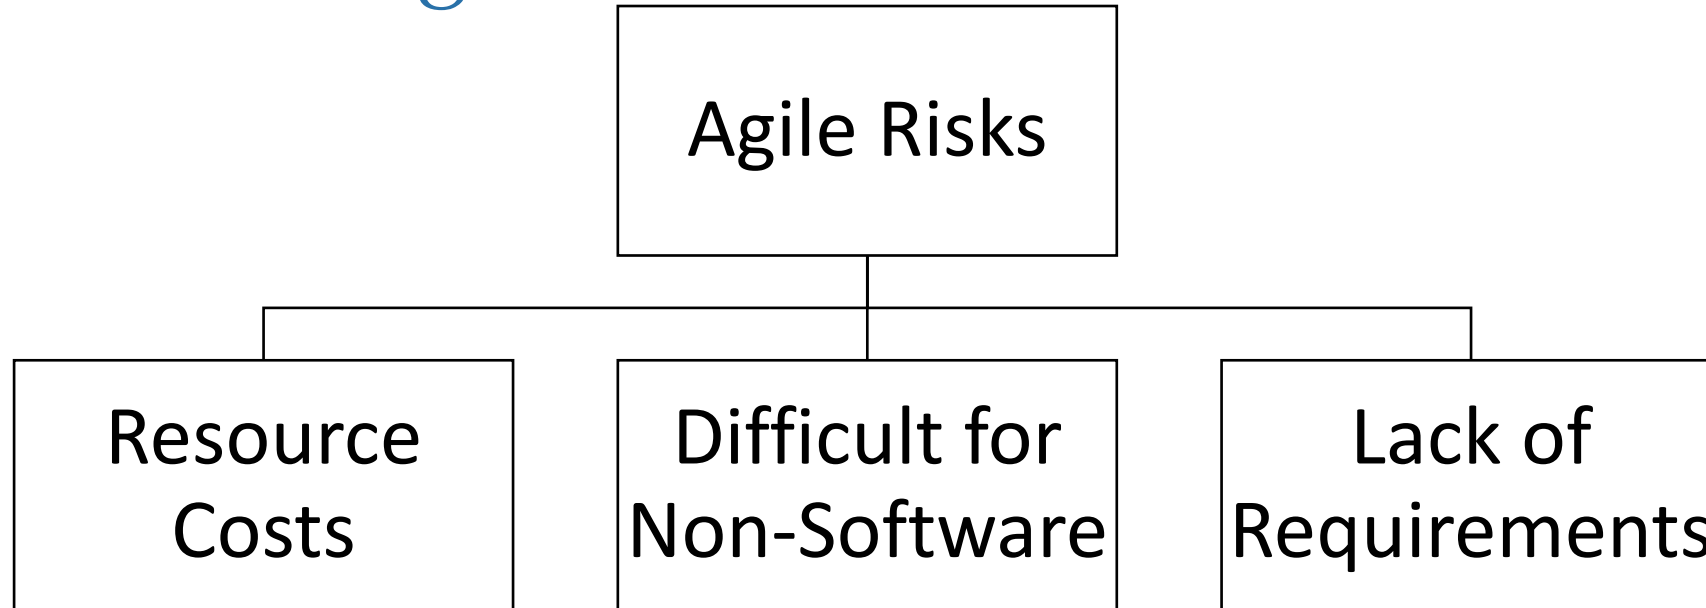 Agile Risks
Resource
Costs
Difficult for
Non-Software
Lack of
Requirements